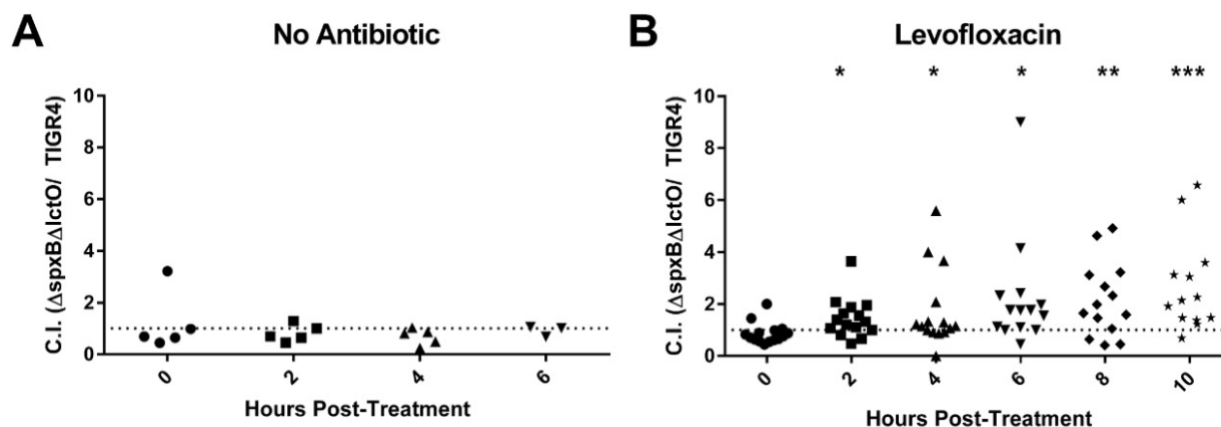 A
No Antibiotic
C.I. (ΔspxBΔlctO/ TIGR4)
10
8
6
4
2
0
0
2
4
6
Hours Post-Treatment
B
Levofloxacin
* * * ** ***
C.I. (ΔspxBΔlctO/ TIGR4)
10
8
6
4
2
0
0
2
4
6
8
10
Hours Post-Treatment